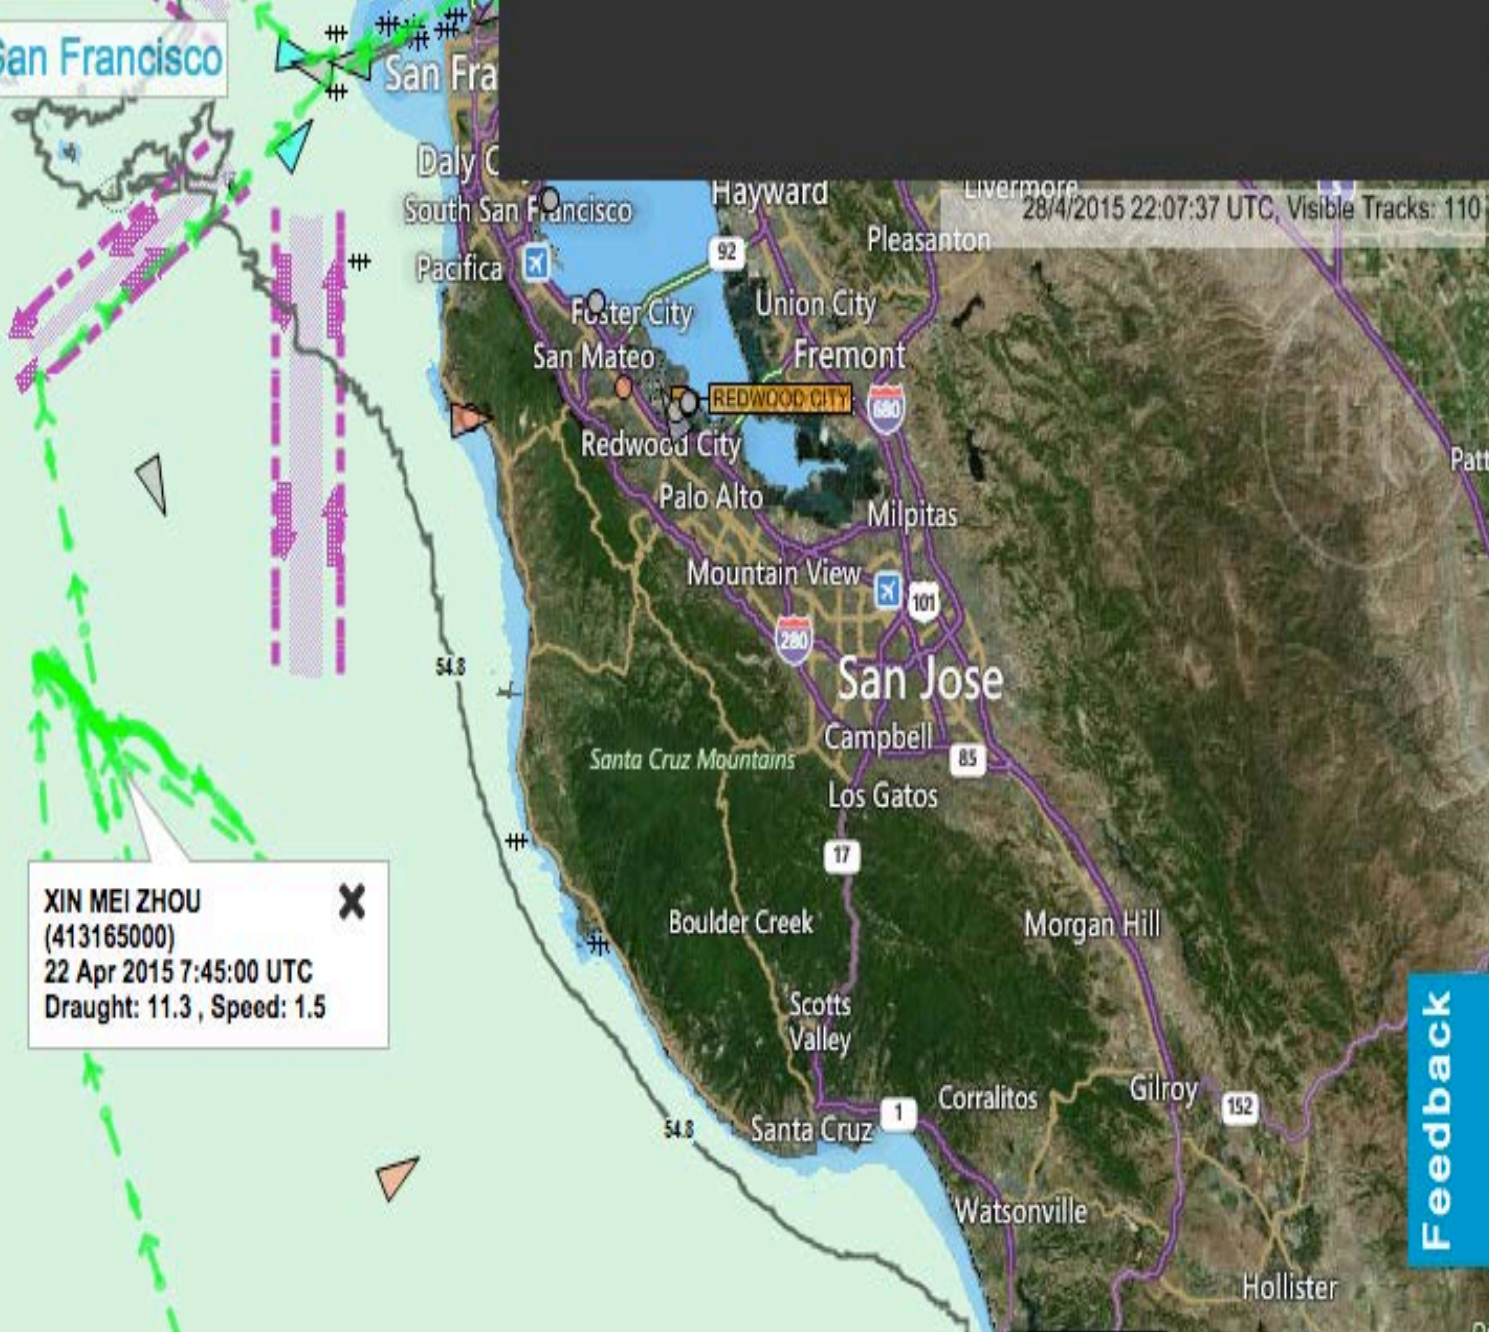 San Francisco
San Fra
Daly C
South San Francisco
Pacifica
Hayward
Livermore
28/4/2015 22:07:37 UTC, Visible Tracks: 110
Pleasanton
92
Foster City
Union City
San Mateo
Fremont
REDWOOD CITY
680
Redwood City
Patt
Palo Alto
Milpitas
Mountain View
101
280
54.8
San Jose
Campbell
85
Santa Cruz Mountains
Los Gatos
17
XIN MEI ZHOU
(413165000)
22 Apr 2015 7:45:00 UTC
Draught: 11.3 , Speed: 1.5
Boulder Creek
Morgan Hill
Scotts
Valley
Feedback
Corralitos
Gilroy
152
1
54.8
Santa Cruz
Watsonville
Hollister